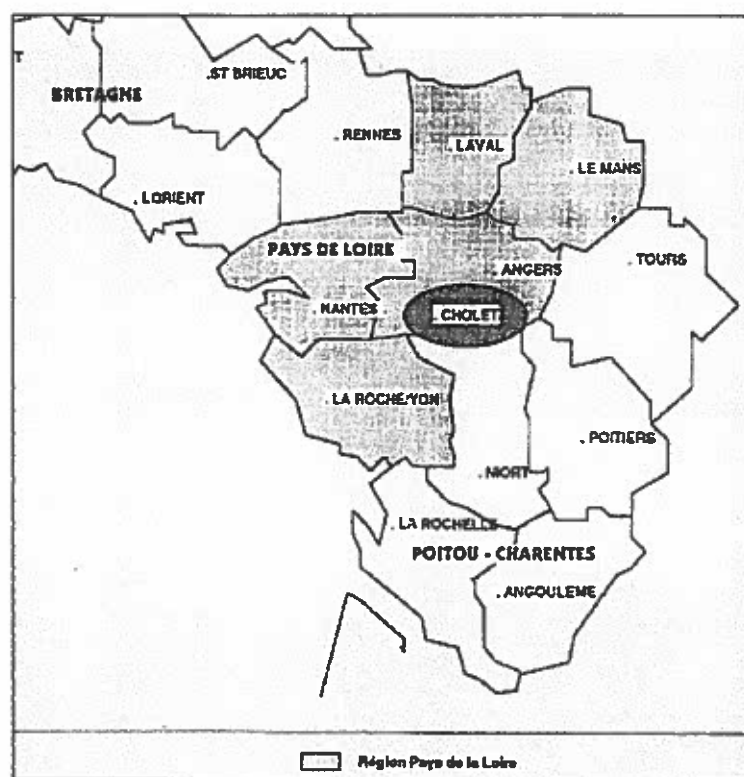 . ST BRIEUC
BRETAGNE
. RENNES
. LAVAL
. LE MANS
. LORIENT
PAYS DE LOIRE
. ANGERS
. TOURS
. NANTES
. CHOLET
. LA ROCHE/YON
. POITIERS
. NIORT
. LA ROCHELLE
POITOU - CHARENTES
. ANGOULEME
Région Pays de la Loire